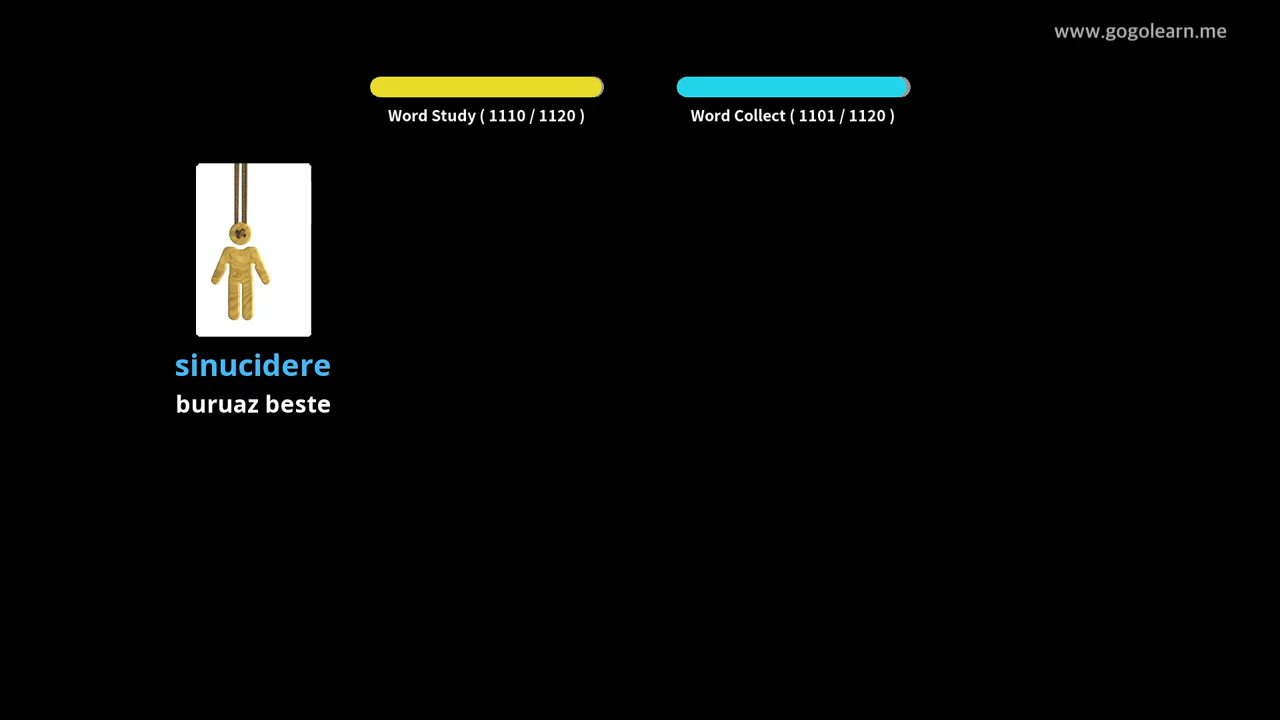 www.gogolearn.me
Word Study ( 1110 / 1120 )
Word Collect ( 1101 / 1120 )
sinucidere
buruaz beste